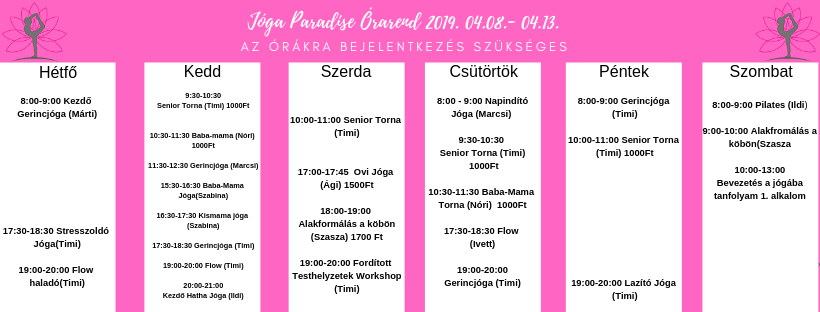 Jóga Paradise Órarend 2019. 04.08.- 04.13.
AZ ÓRÁKRA BEJELENTKEZÉS SZÜKSÉGES
Hétfő
8:00-9:00 Kezdő
Gerincjóga (Márti)
17:30-18:30 Stresszoldó
Jóga(Timi)
19:00-20:00 Flow
haladó(Timi)
Kedd
9:30-10:30
Senior Torna (Timi) 1000Ft
10:30-11:30 Baba-mama (Nóri)
1000Ft
11:30-12:30 Gerincjóga (Marcsi)
15:30-16:30 Baba-Mama
Jóga(Szabina)
16:30-17:30 Kismama jóga
(Szabina)
17:30-18:30 Gerincjóga (Timi)
19:00-20:00 Flow (Timi)
20:00-21:00
Kezdő Hatha Jóga (Ildi)
Szerda
10:00-11:00 Senior Torna
(Timi)
17:00-17:45 Ovi Jóga
(Ági) 1500Ft
18:00-19:00
Alakformálás a köbön
(Szasza) 1700 Ft
19:00-20:00 Fordított
Testhelyzetek Workshop
(Timi)
Csütörtök
8:00 - 9:00 Napindító
Jóga (Marcsi)
9:30-10:30
Senior Torna (Timi)
1000Ft
10:30-11:30 Baba-Mama
Torna (Nóri) 1000Ft
17:30-18:30 Flow
(Ivett)
19:00-20:00
Gerincjóga (Timi)
Péntek
8:00-9:00 Gerincjóga
(Timi)
10:00-11:00 Senior Torna
(Timi) 1000Ft
19:00-20:00 Lazító Jóga
(Timi)
Szombat
8:00-9:00 Pilates (Ildi)
9:00-10:00 Alakfromálás a
köbön(Szasza
10:00-13:00
Bevezetés a jógába
tanfolyam 1. alkalom